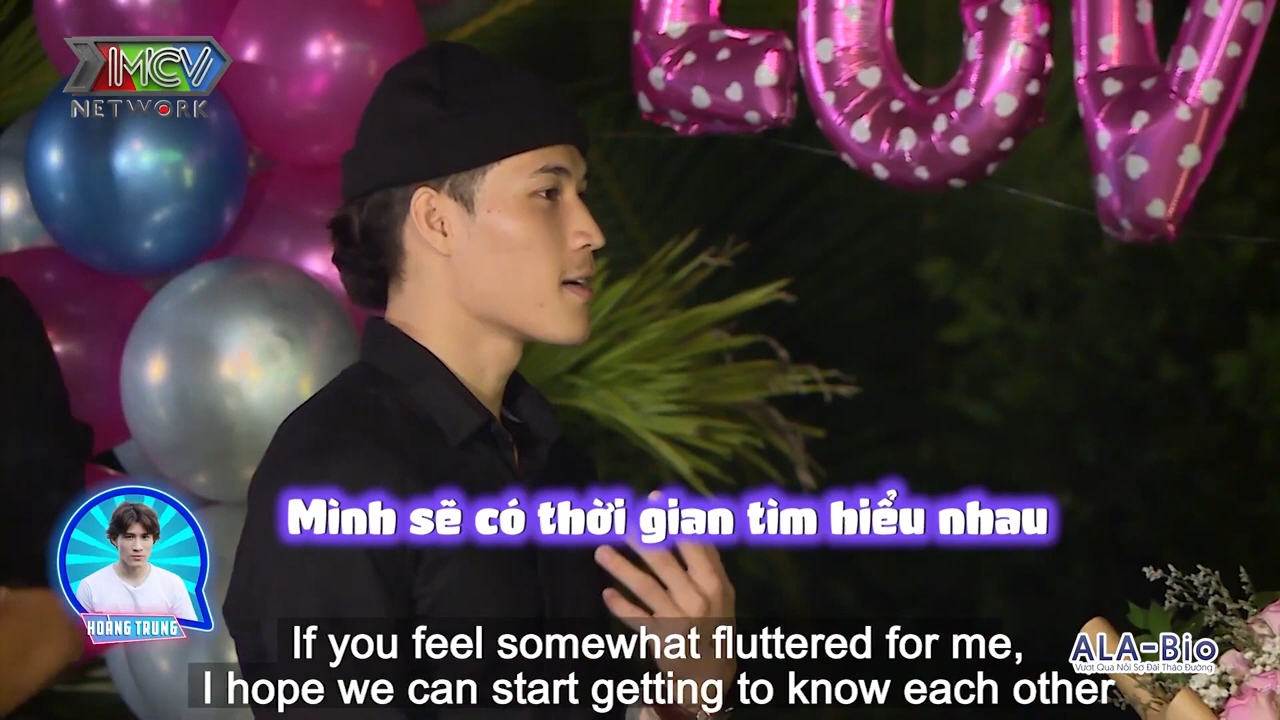 MCV
NETWORK
LOV
Mình sẽ có thời gian tìm hiểu nhau
HOÀNG TRUNG
If you feel somewhat fluttered for me,
I hope we can start getting to know each other
ALA-Bio
Vượt Qua Nỗi Sợ Đái Tháo Đường